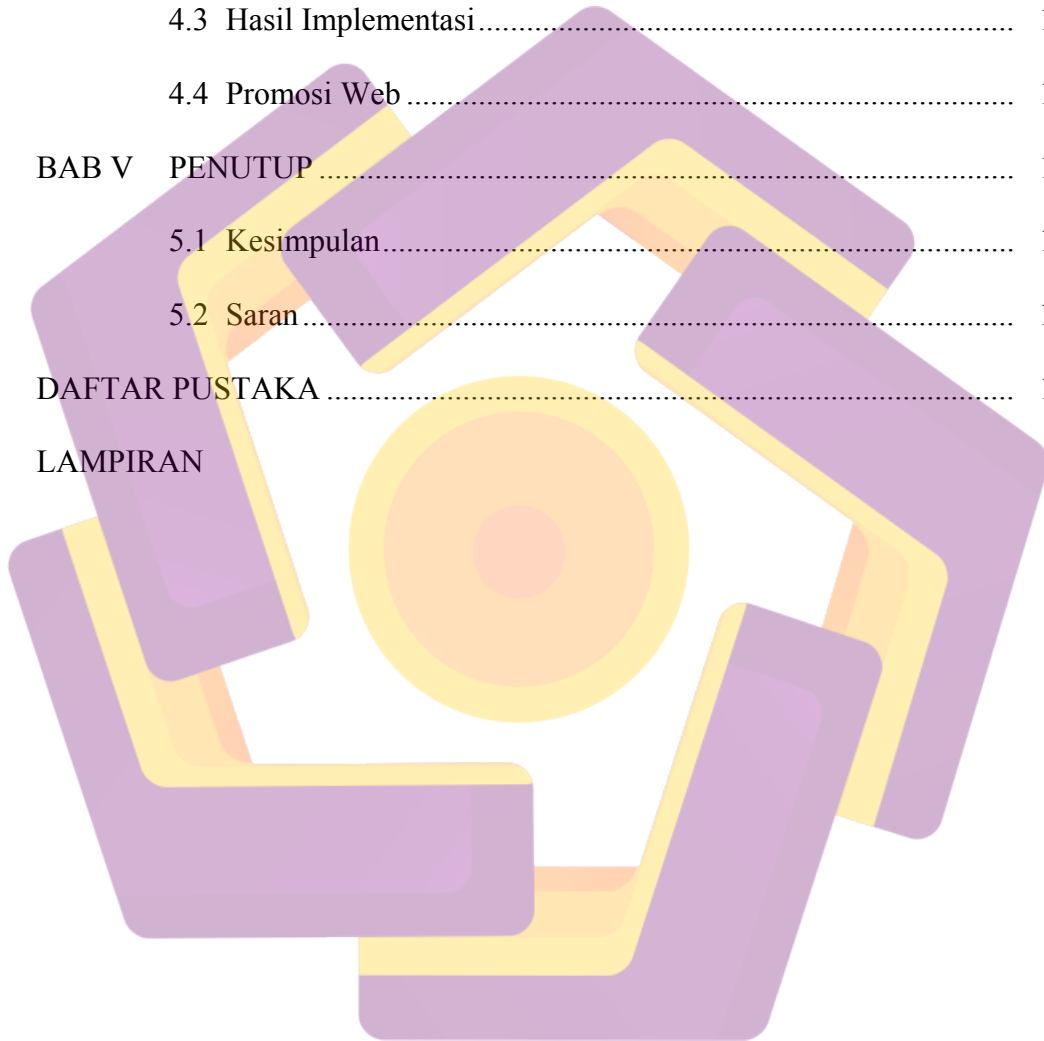 4.3 Hasil Implementasi......................................................................
4.4 Promosi Web................................................................................
BAB V PENUTUP...........................................................................................
5.1 Kesimpulan...................................................................................
5.2 Saran..............................................................................................
DAFTAR PUSTAKA..........................................................................................
LAMPIRAN